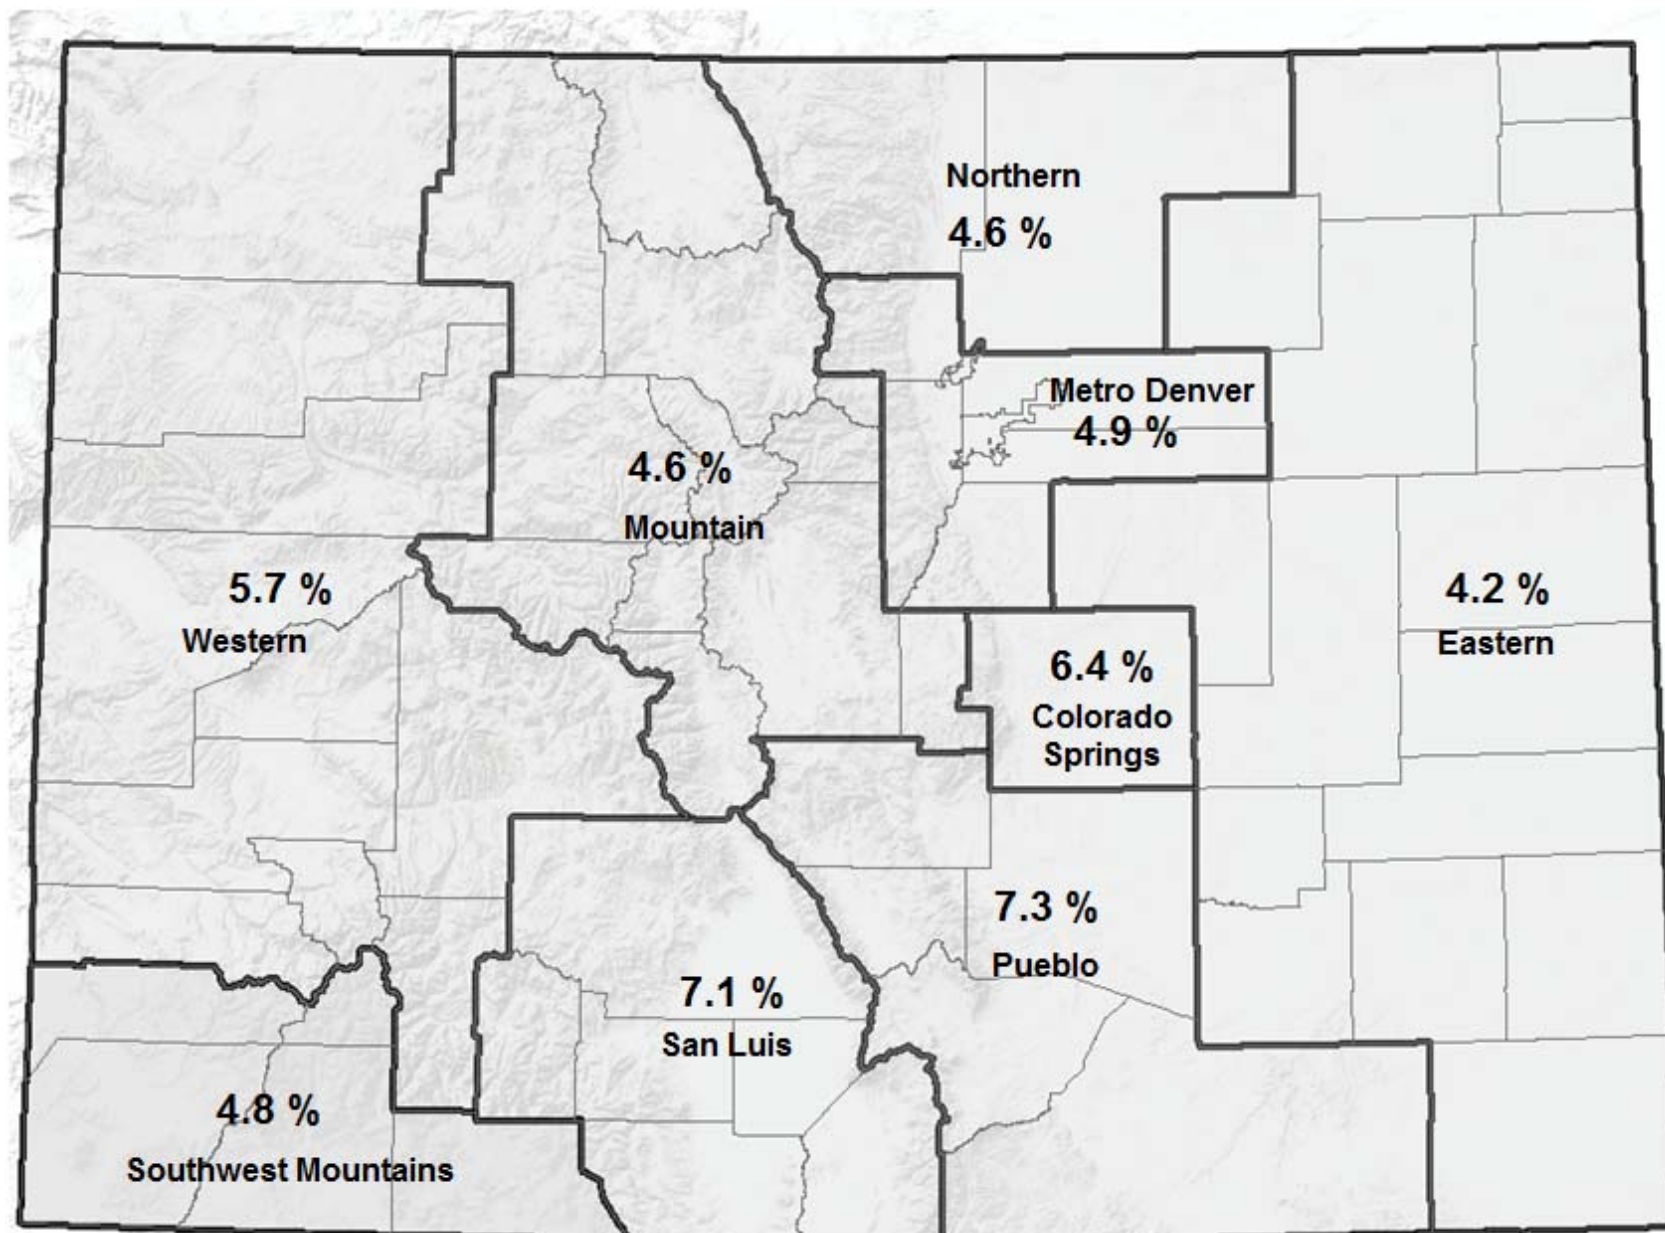 Northern
4.6 %
Metro Denver
4.9 %
4.6 %
Mountain
5.7 %
Western
4.2 %
Eastern
6.4 %
Colorado
Springs
7.3 %
Pueblo
7.1 %
San Luis
4.8 %
Southwest Mountains